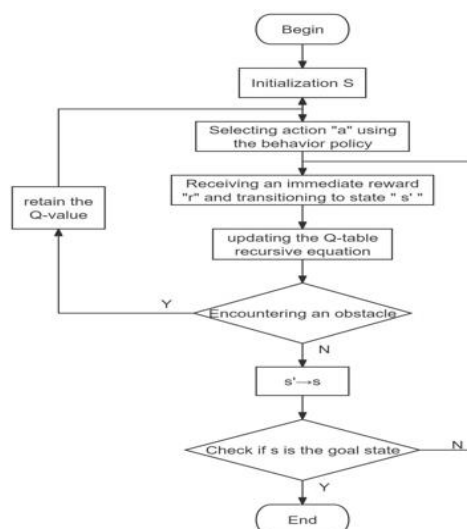 Begin
Initialization S
Selecting action "a" using
the behavior policy
Receiving an immediate reward
"r" and transitioning to state " s' "
retain the
Q-value
updating the Q-table
recursive equation
Y
Encountering an obstacle
N
s'→s
Check if s is the goal state
N
Y
End